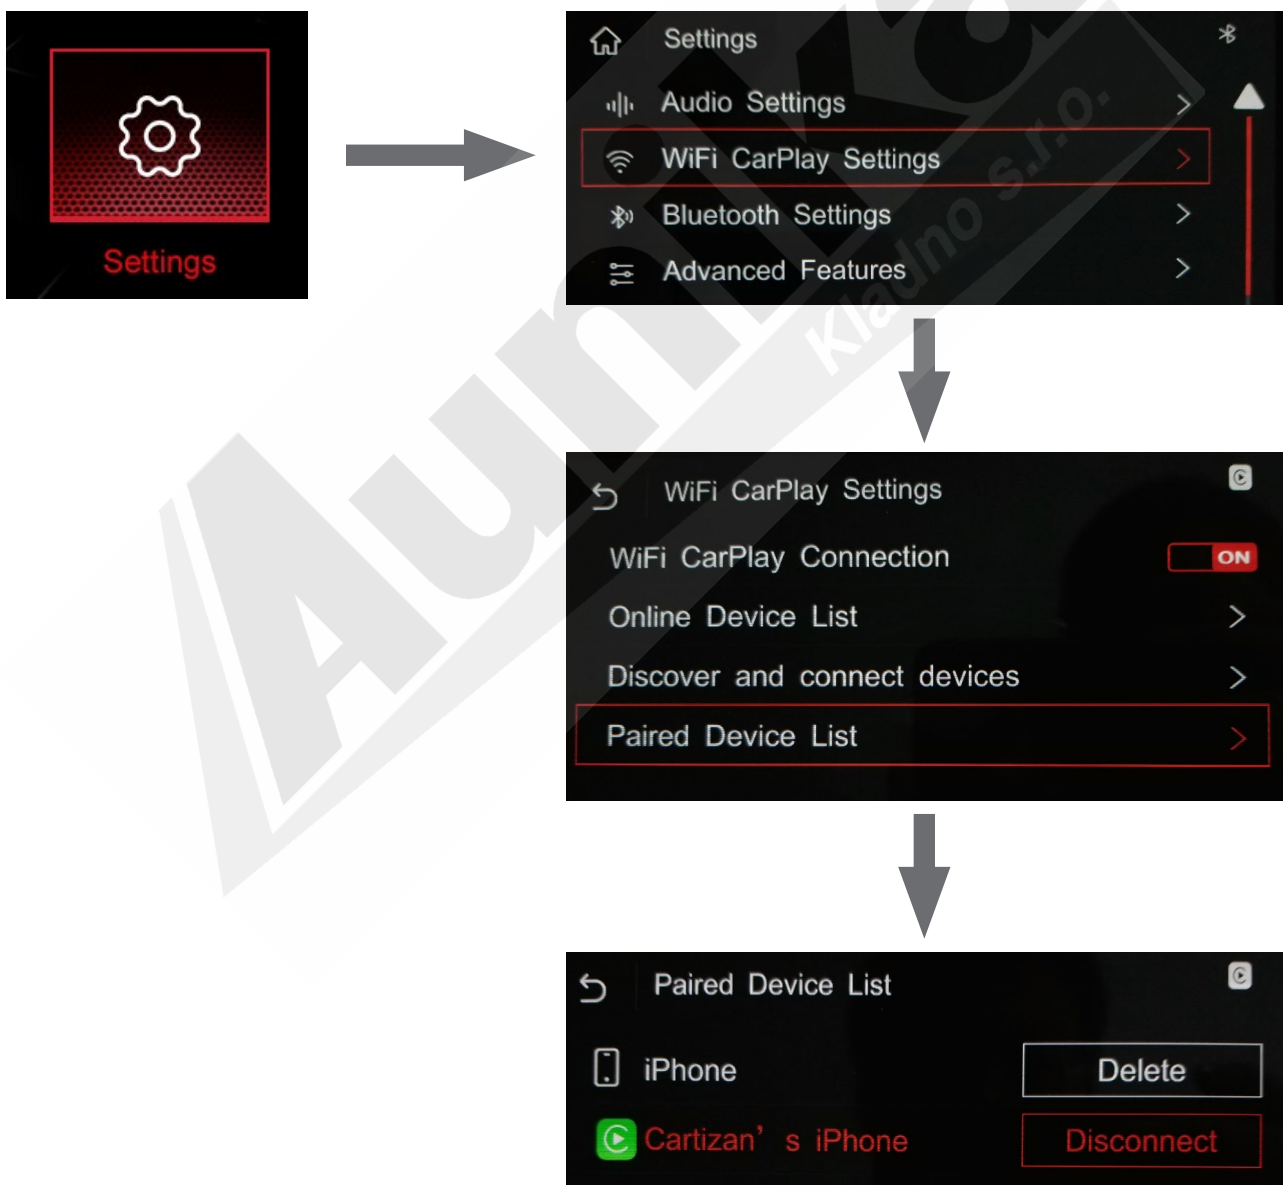 Settings
Settings
Audio Settings
WiFi CarPlay Settings
Bluetooth Settings
Advanced Features
WiFi CarPlay Settings
WiFi CarPlay Connection
ON
Online Device List
Discover and connect devices
Paired Device List
Paired Device List
iPhone
Delete
Cartizan's iPhone
Disconnect
Aunika
Kladno s.r.o.